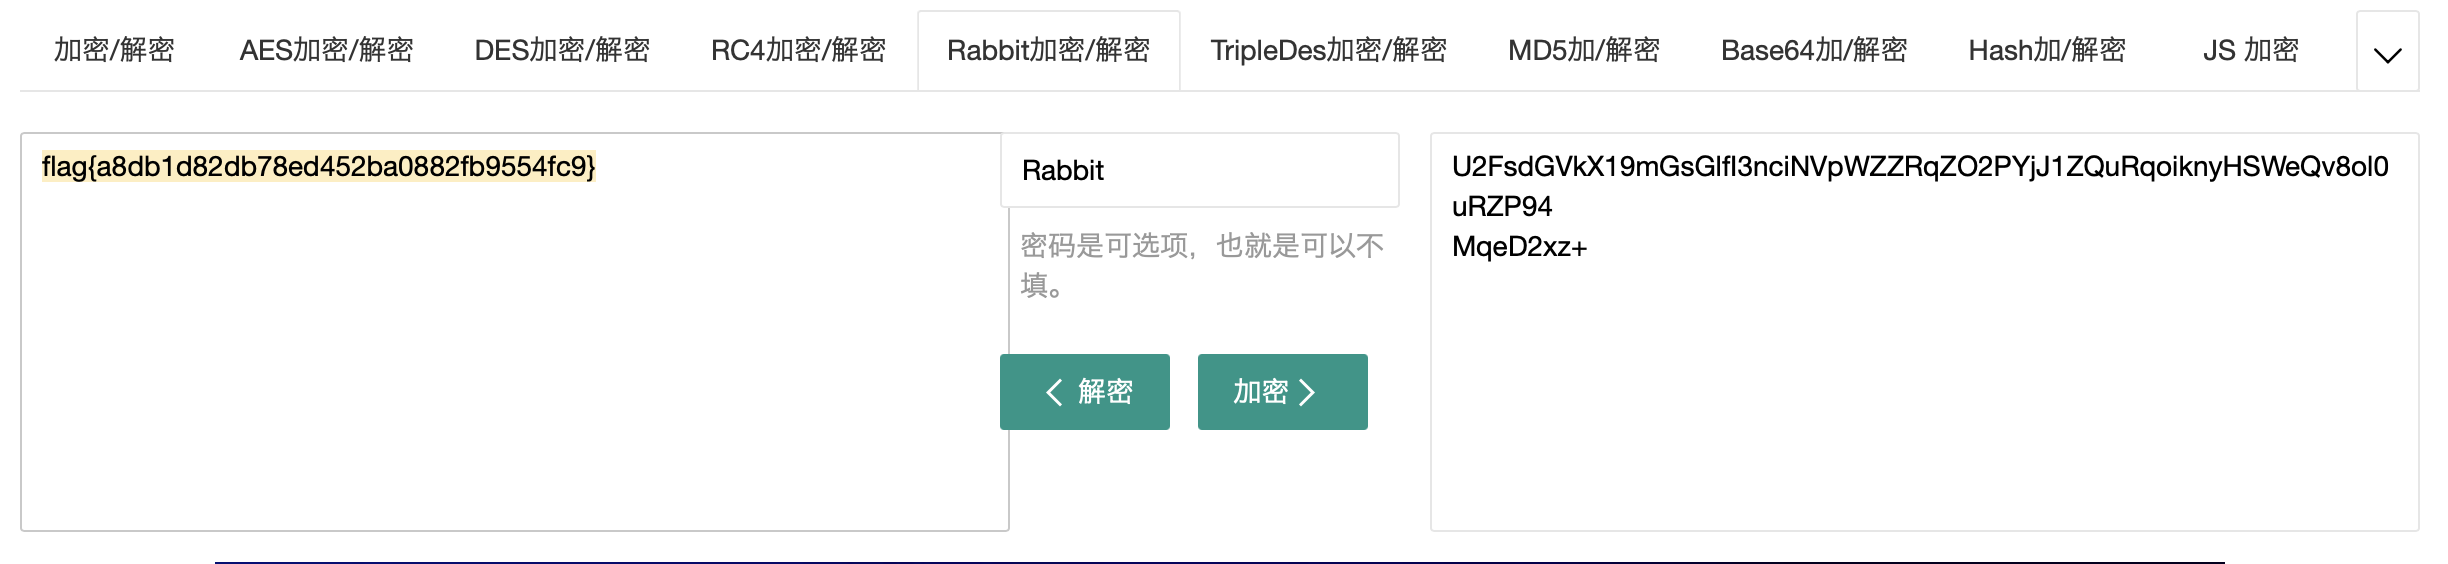 加密/解密 AES加密/解密 DES加密/解密 RC4加密/解密 Rabbit加密/解密 TripleDes加密/解密 MD5加/解密 Base64加/解密 Hash加/解密 JS 加密
flag{a8db1d82db78ed452ba0882fb9554fc9}
Rabbit
密码是可选项，也就是可以不
填。
解密 加密
U2FsdGVkX19mGsGlfI3nciNVpWZZRqZO2PYjJ1ZQuRqoiknyHSWeQv8ol0
uRZP94
MqeD2xz+